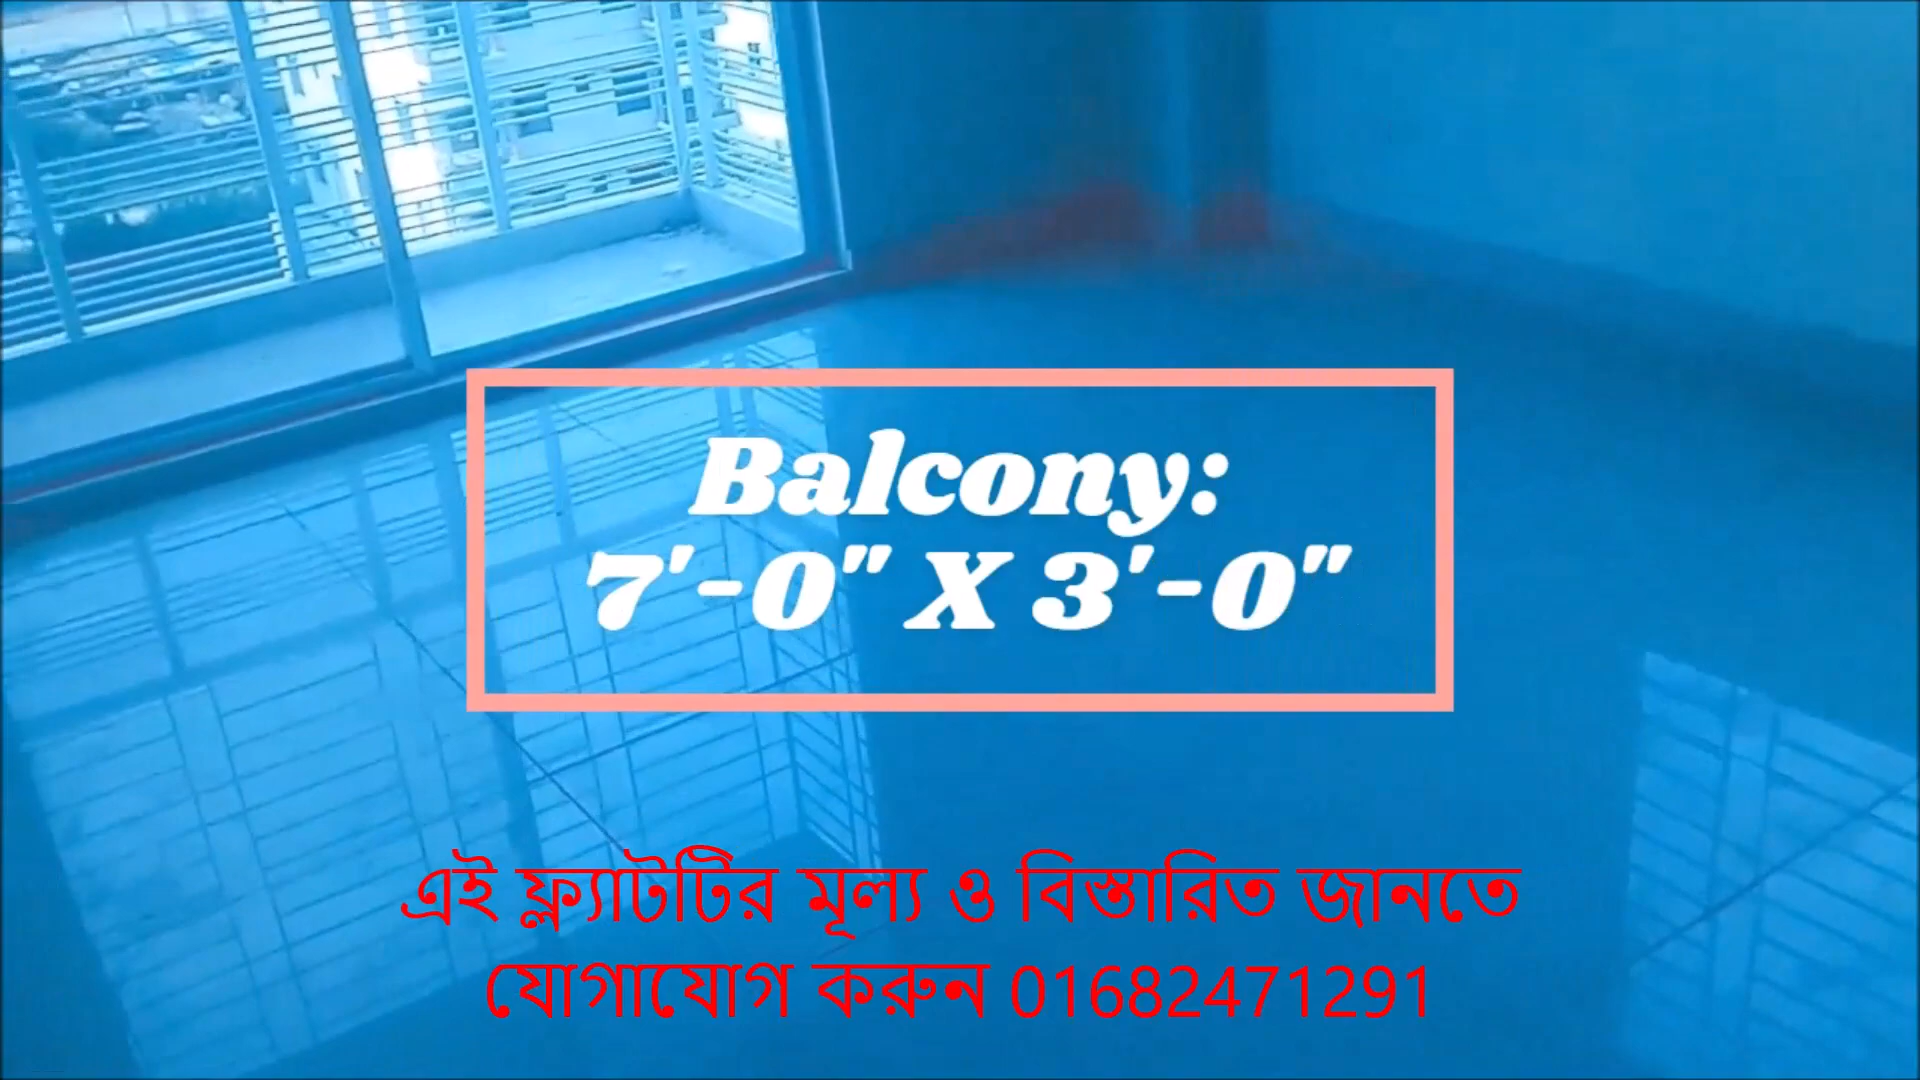 Balcony:
7'-0" X 3'-0"
এই ফ্ল্যাটটির মূল্য ও বিস্তারিত জানতে
যোগাযোগ করুন 01682471291